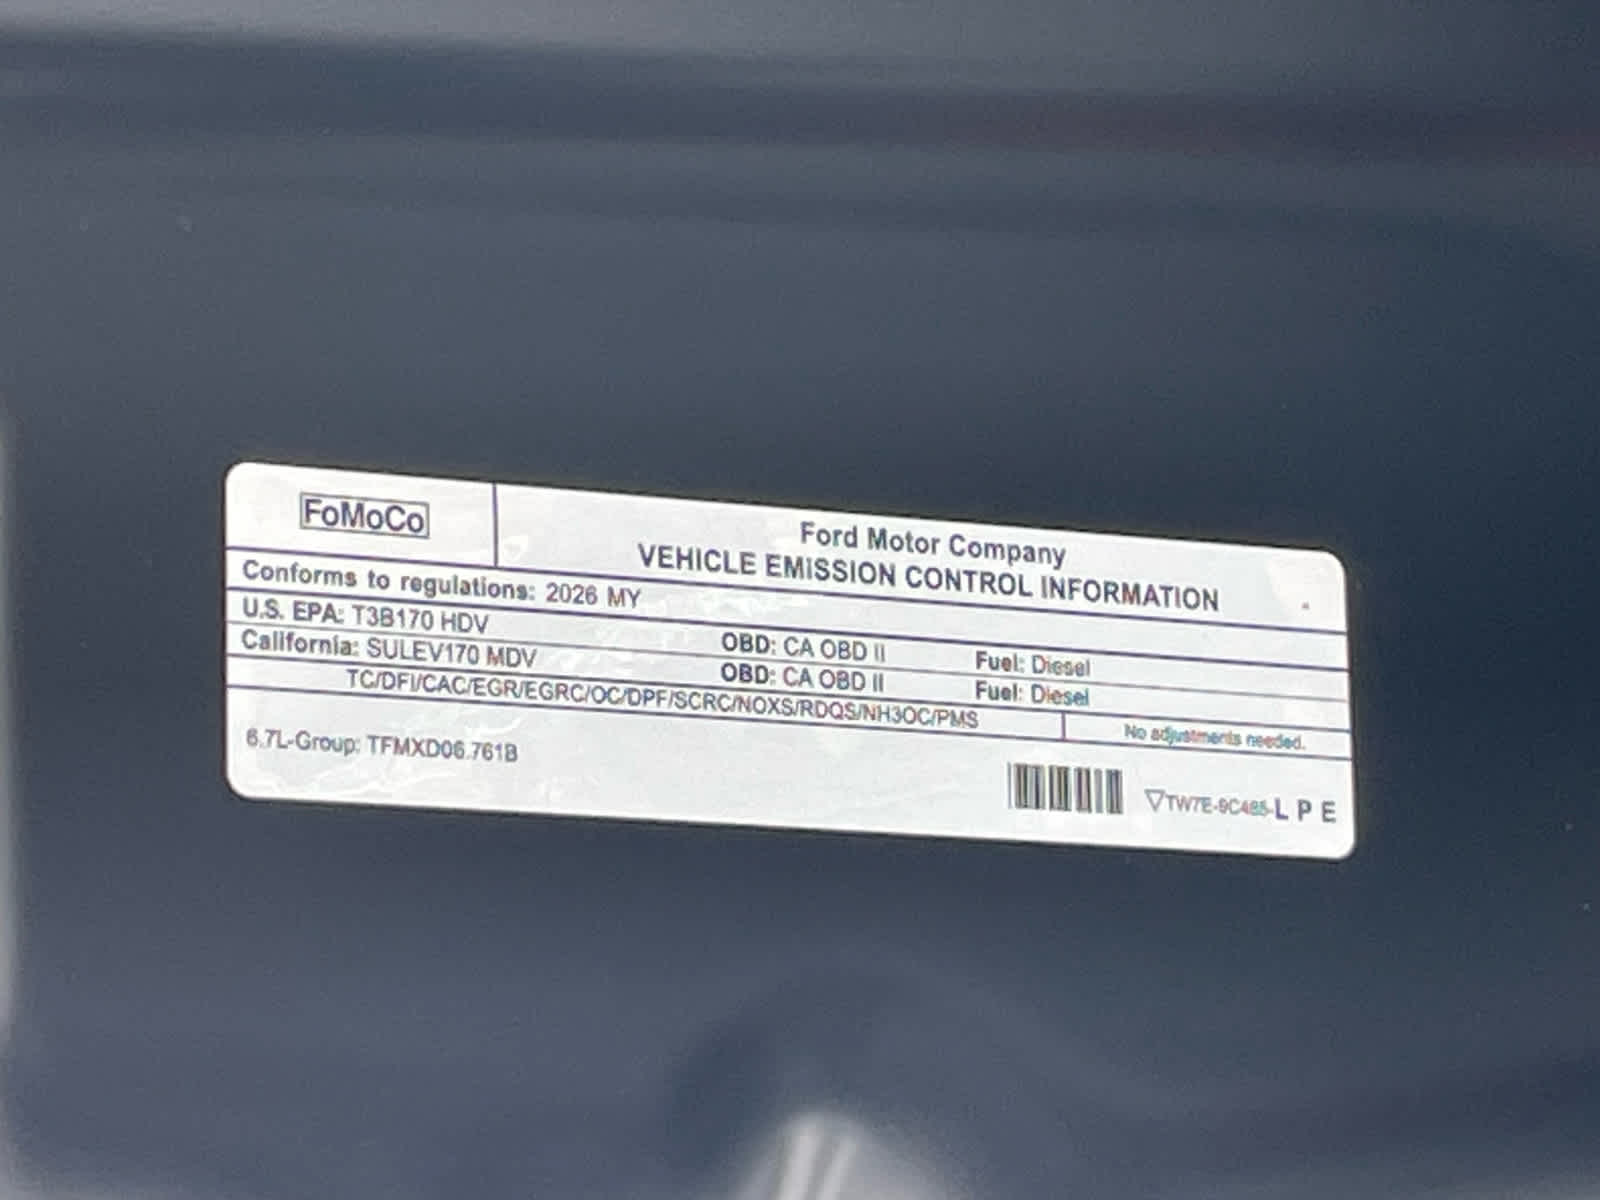 FoMoCo
Ford Motor Company
VEHICLE EMISSION CONTROL INFORMATION
Conforms to regulations: 2026 MY
U.S. EPA: T3B170 HDV OBD: CA OBD II Fuel: Diesel
California: SULEV170 MDV OBD: CA OBD II Fuel: Diesel
TC/DFI/CAC/EGR/EGRC/OC/DPF/SCRC/NOXS/RDQS/NH3OC/PMS
No adjustments needed.
6.7L-Group: TFMXD06.761B
▽TW7E-9C485-L P E